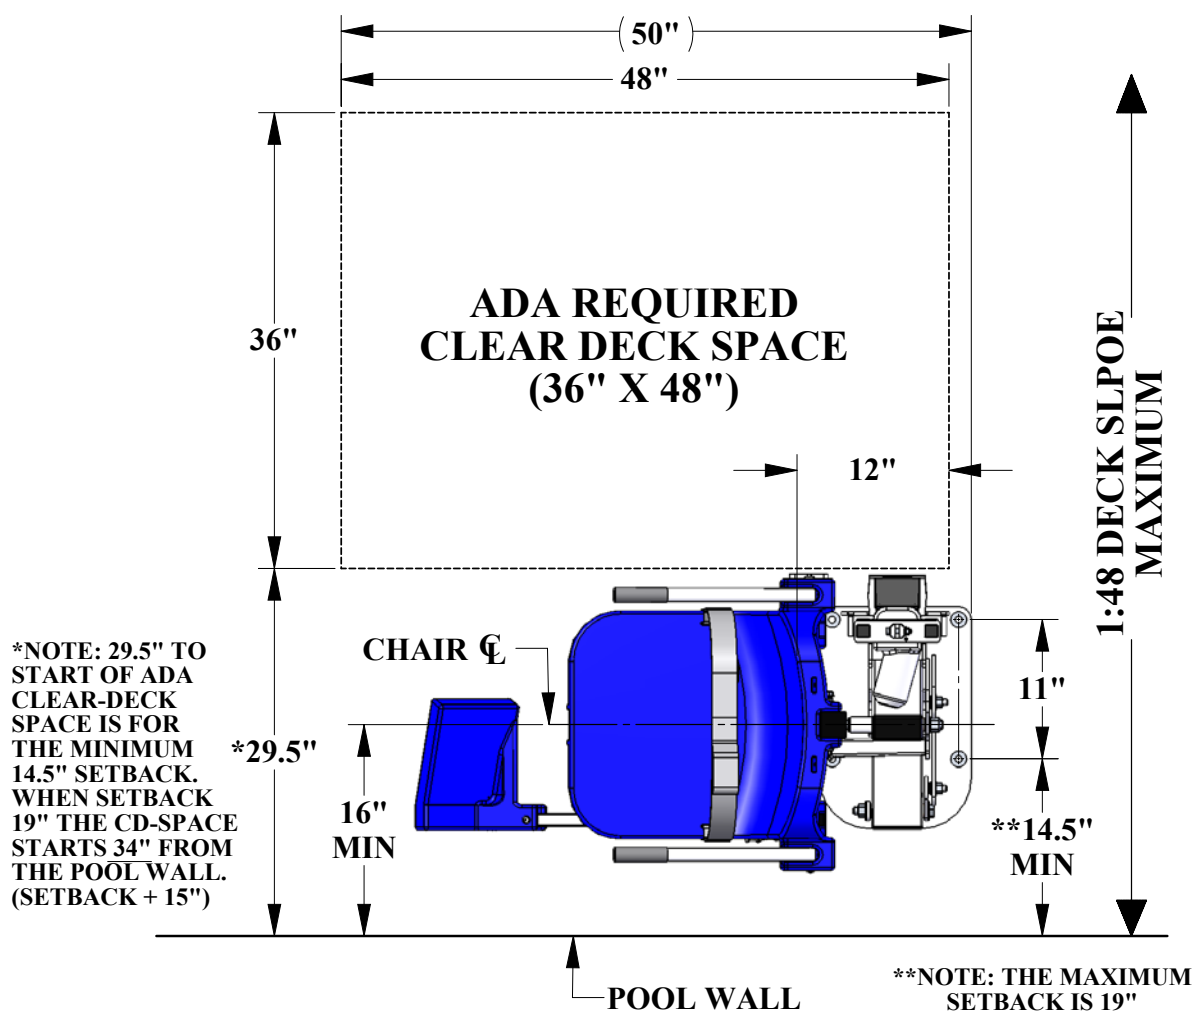 (50")
48"
36"
ADA REQUIRED
CLEAR DECK SPACE
(36" X 48")
12"
1:48 DECK SLPOE
MAXIMUM
*NOTE: 29.5" TO
START OF ADA
CLEAR-DECK
SPACE IS FOR
THE MINIMUM
14.5" SETBACK.
WHEN SETBACK
19" THE CD-SPACE
STARTS 34" FROM
THE POOL WALL.
(SETBACK + 15")
*29.5"
CHAIR ℄
16"
MIN
11"
**14.5"
MIN
POOL WALL
**NOTE: THE MAXIMUM
SETBACK IS 19"